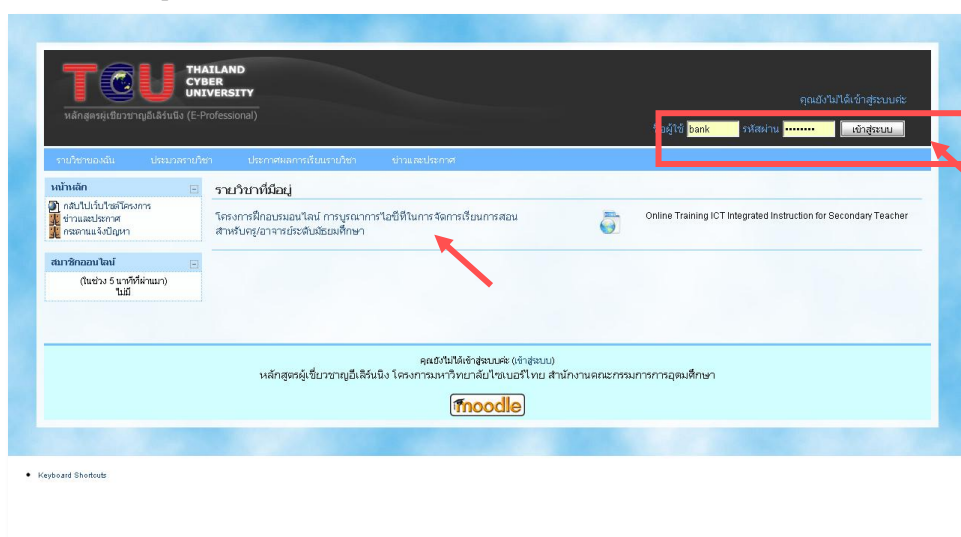 TCU THAILAND
CYBER
UNIVERSITY
หลักสูตรผู้เชี่ยวชาญอีเลิร์นนิง (E-Professional)
คุณยังไม่ได้เข้าสู่ระบบค่ะ
ชื่อผู้ใช้ bank รหัสผ่าน •••••••• เข้าสู่ระบบ
รายวิชาของฉัน ประมวลรายวิชา ประกาศผลการเรียนรายวิชา ข่าวและประกาศ
หน้าหลัก
กลับไปเว็บไซต์โครงการ
ข่าวและประกาศ
กระดานแจ้งปัญหา
สมาชิกออนไลน์
(ในช่วง 5 นาทีที่ผ่านมา)
ไม่มี
รายวิชาที่มีอยู่
โครงการฝึกอบรมออนไลน์ การบูรณาการไอซีทีในการจัดการเรียนการสอน
สำหรับครู/อาจารย์ระดับมัธยมศึกษา
Online Training ICT Integrated Instruction for Secondary Teacher
คุณยังไม่ได้เข้าสู่ระบบค่ะ (เข้าสู่ระบบ)
หลักสูตรผู้เชี่ยวชาญอีเลิร์นนิง โครงการมหาวิทยาลัยไซเบอร์ไทย สำนักงานคณะกรรมการการอุดมศึกษา
moodle
Keyboard Shortcuts